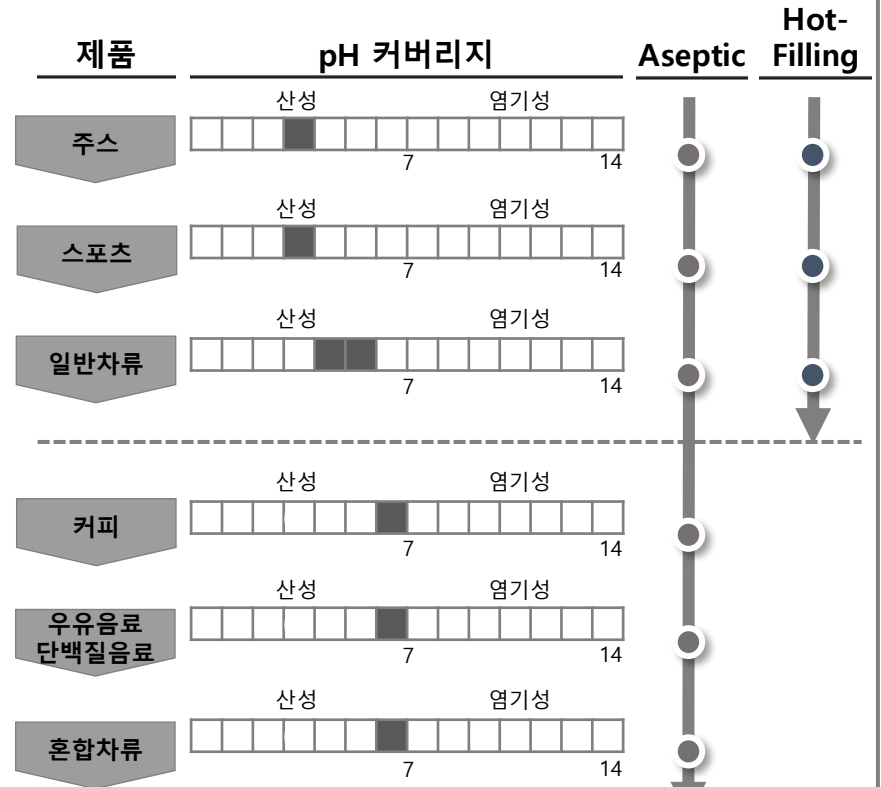 제품 pH 커버리지 Aseptic Hot-
Filling
산성 염기성
주스
7 14
산성 염기성
스포츠
7 14
산성 염기성
일반차류
7 14
산성 염기성
커피
7 14
산성 염기성
우유음료
단백질음료
7 14
산성 염기성
혼합차류
7 14